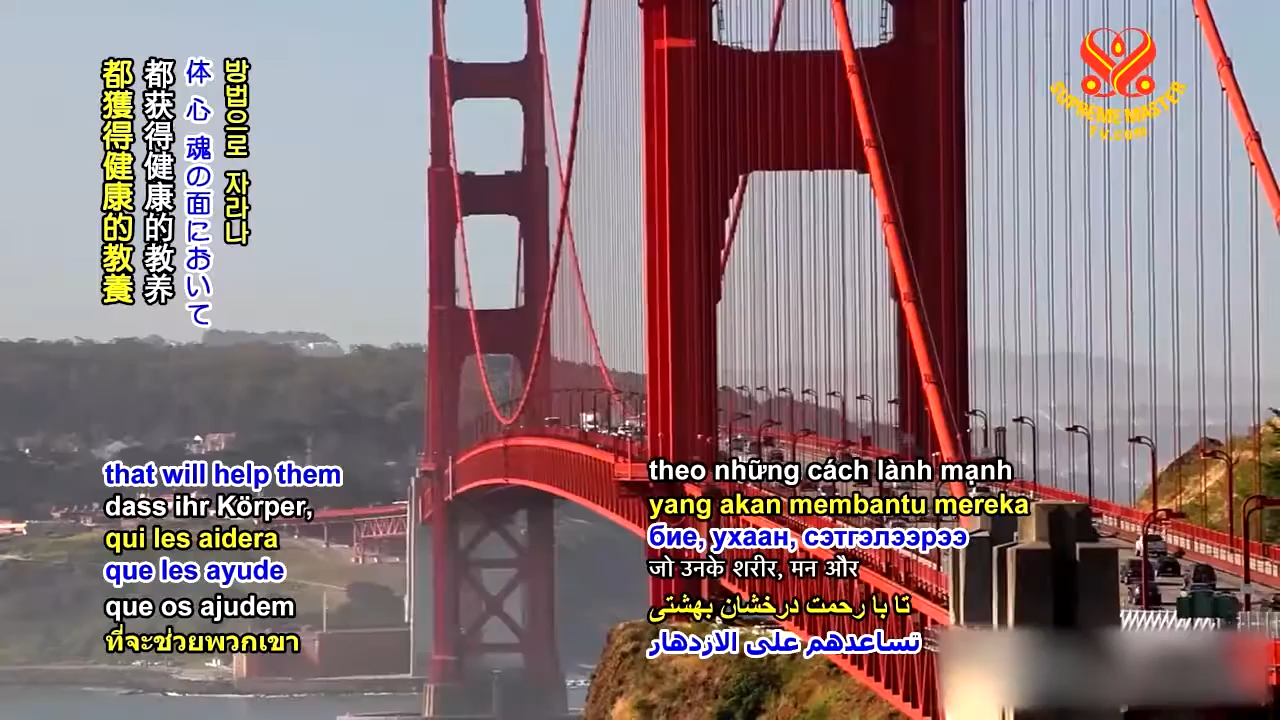 방법으로 자라나
体 心 魂の面において
都获得健康的教养
都獲得健康的教養
SUPREME MASTER
TV.com
that will help them
dass ihr Körper,
qui les aidera
que les ayude
que os ajudem
ที่จะช่วยพวกเขา
theo những cách lành mạnh
yang akan membantu mereka
бие, ухаан, сэтгэлээрээ
जो उनके शरीर, मन और
تا با رحمت درخشان بهشتی
تساعدهم على الازدهار